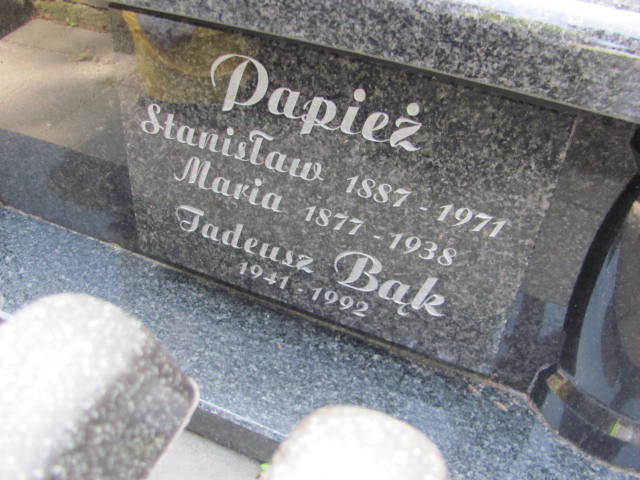 Papież
Stanisław 1887 - 1971
Maria 1877 - 1938
Tadeusz Bąk
1941 - 1992